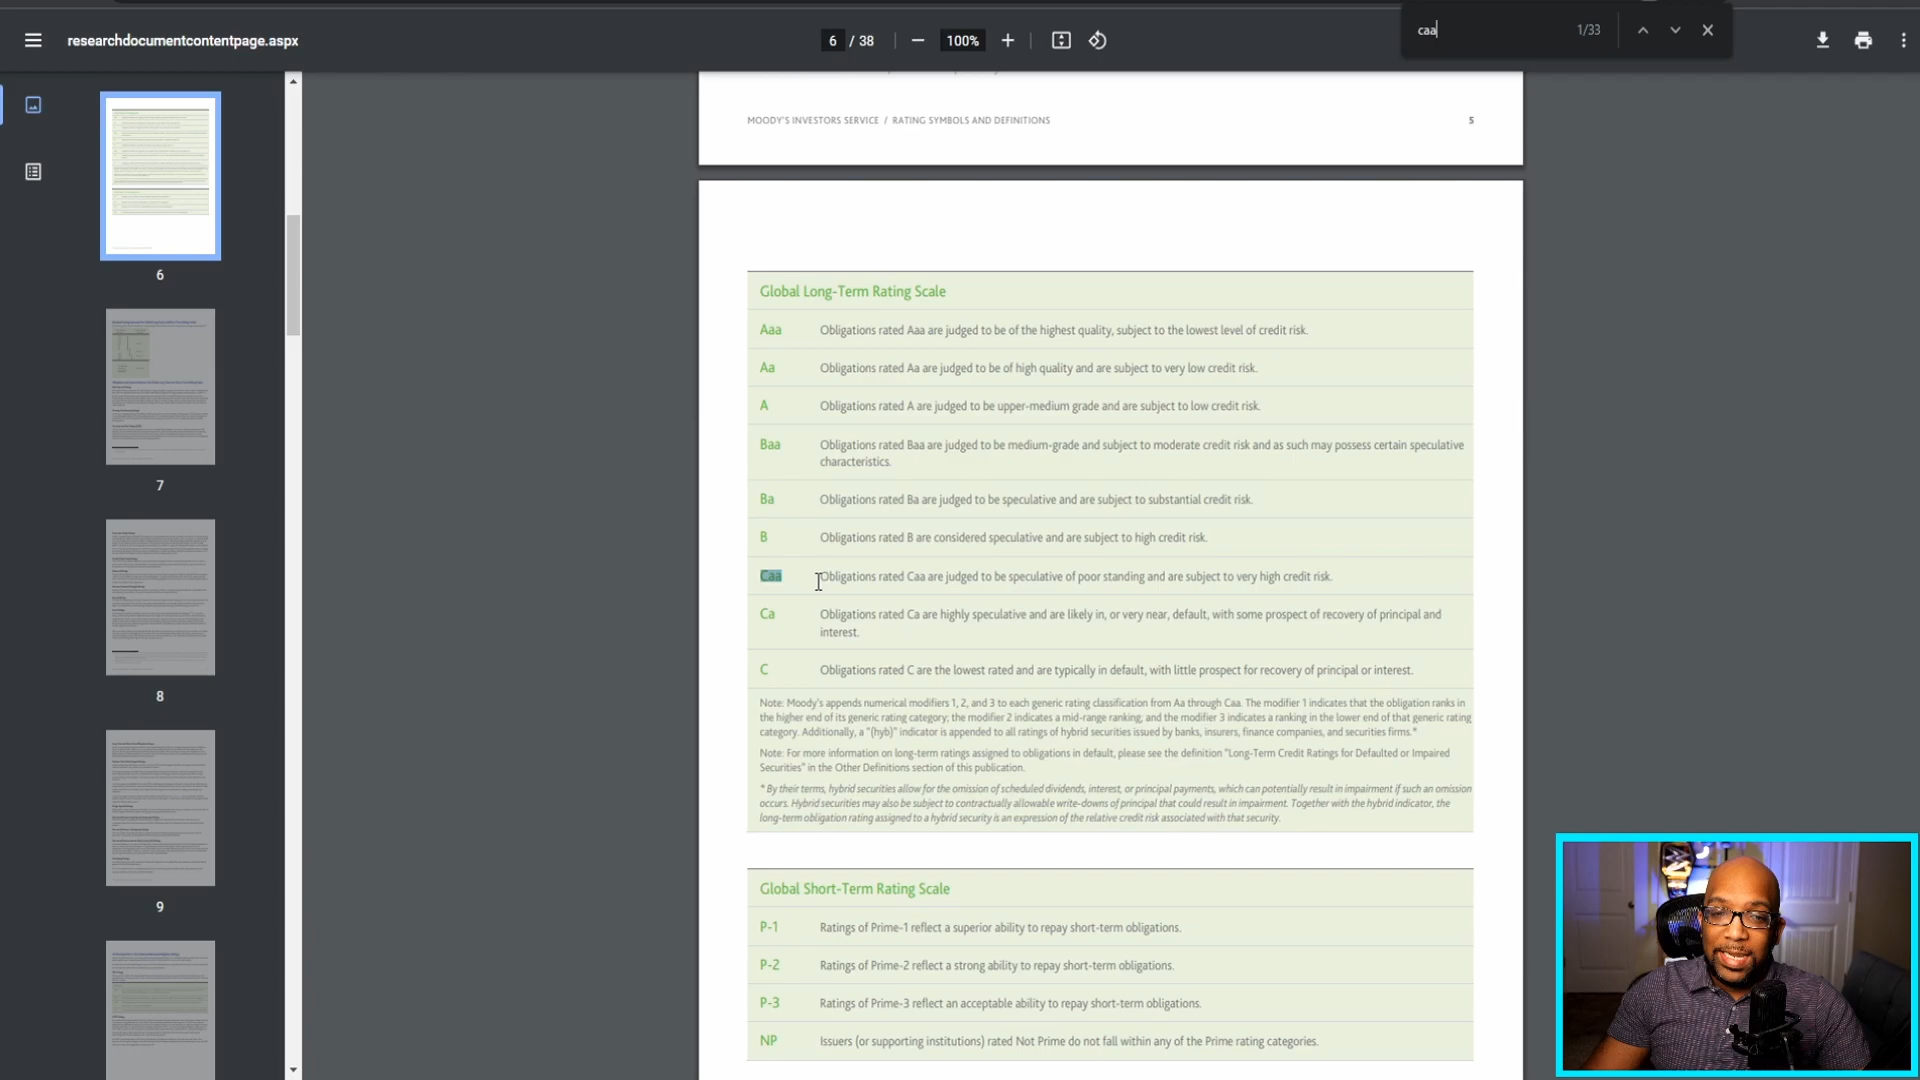 researchdocumentcontentpage.aspx
6 / 38
100%
caa
1/33
6
7
8
9
MOODY'S INVESTORS SERVICE / RATING SYMBOLS AND DEFINITIONS
5
Global Long-Term Rating Scale
Aaa Obligations rated Aaa are judged to be of the highest quality, subject to the lowest level of credit risk.
Aa Obligations rated Aa are judged to be of high quality and are subject to very low credit risk.
A Obligations rated A are judged to be upper-medium grade and are subject to low credit risk.
Baa Obligations rated Baa are judged to be medium-grade and subject to moderate credit risk and as such may possess certain speculative
characteristics.
Ba Obligations rated Ba are judged to be speculative and are subject to substantial credit risk.
B Obligations rated B are considered speculative and are subject to high credit risk.
Caa Obligations rated Caa are judged to be speculative of poor standing and are subject to very high credit risk.
Ca Obligations rated Ca are highly speculative and are likely in, or very near, default, with some prospect of recovery of principal and
interest.
C Obligations rated C are the lowest rated and are typically in default, with little prospect for recovery of principal or interest.
Note: Moody's appends numerical modifiers 1, 2, and 3 to each generic rating classification from Aa through Caa. The modifier 1 indicates that the obligation ranks in
the higher end of its generic rating category; the modifier 2 indicates a mid-range ranking; and the modifier 3 indicates a ranking in the lower end of that generic rating
category. Additionally, a "(hyb)" indicator is appended to all ratings of hybrid securities issued by banks, insurers, finance companies, and securities firms.*
Note: For more information on long-term ratings assigned to obligations in default, please see the definition "Long-Term Credit Ratings for Defaulted or Impaired
Securities" in the Other Definitions section of this publication.
* By their terms, hybrid securities allow for the omission of scheduled dividends, interest, or principal payments, which can potentially result in impairment if such an omission
occurs. Hybrid securities may also be subject to contractually allowable write-downs of principal that could result in impairment. Together with the hybrid indicator, the
long-term obligation rating assigned to a hybrid security is an expression of the relative credit risk associated with that security.
Global Short-Term Rating Scale
P-1 Ratings of Prime-1 reflect a superior ability to repay short-term obligations.
P-2 Ratings of Prime-2 reflect a strong ability to repay short-term obligations.
P-3 Ratings of Prime-3 reflect an acceptable ability to repay short-term obligations.
NP Issuers (or supporting institutions) rated Not Prime do not fall within any of the Prime rating categories.